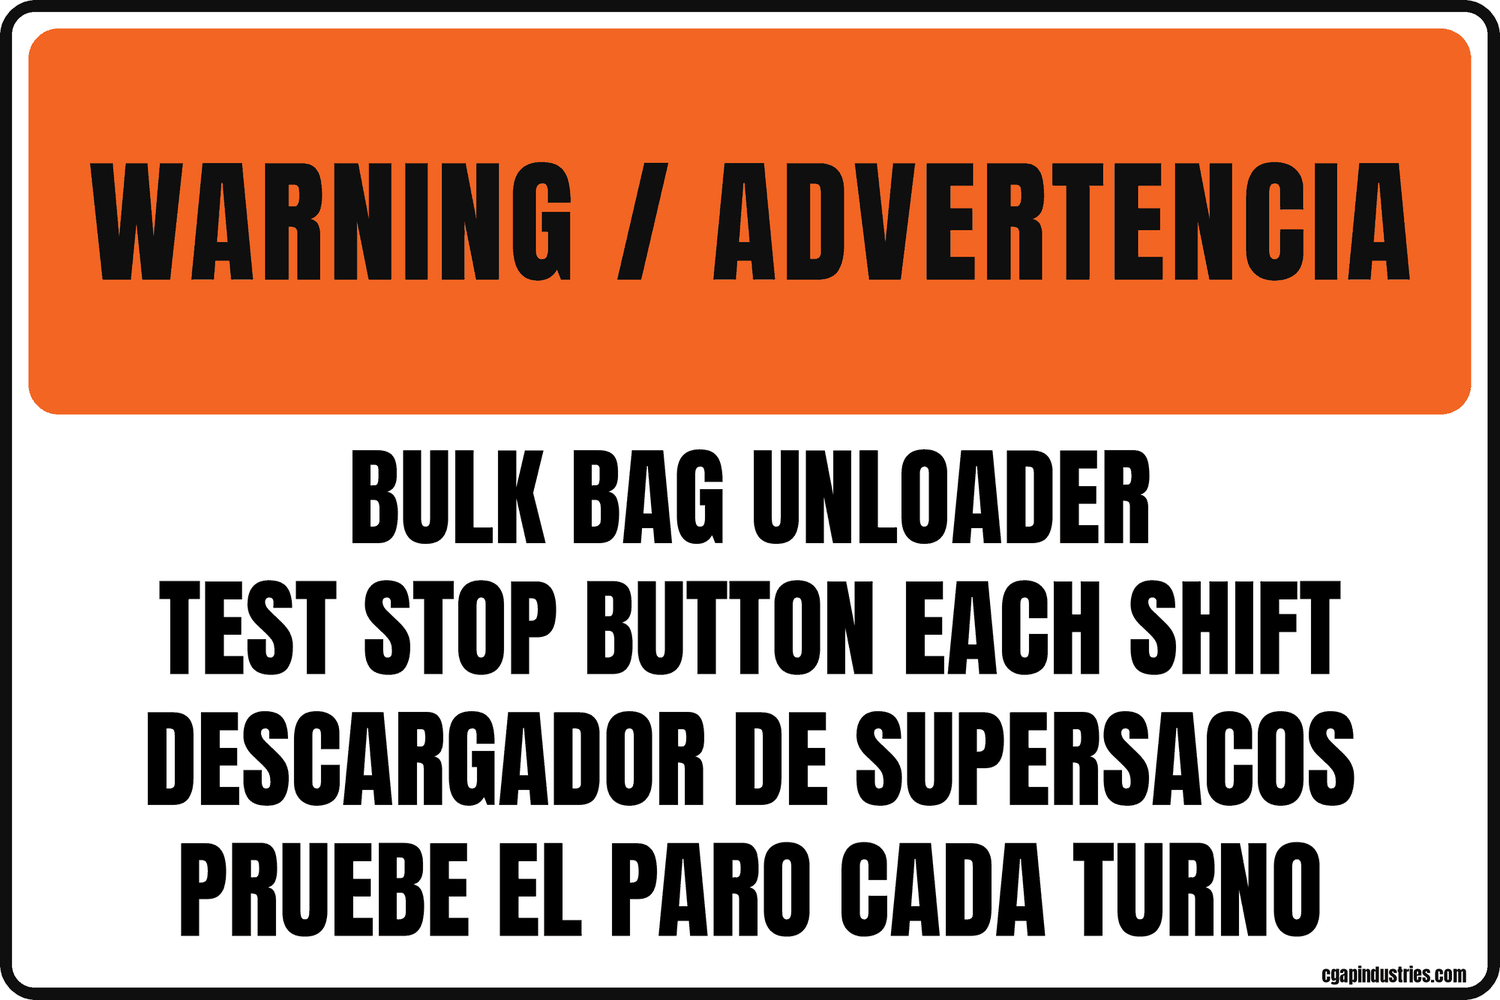 WARNING / ADVERTENCIA
BULK BAG UNLOADER
TEST STOP BUTTON EACH SHIFT
DESCARGADOR DE SUPERSACOS
PRUEBE EL PARO CADA TURNO
cgapindustries.com